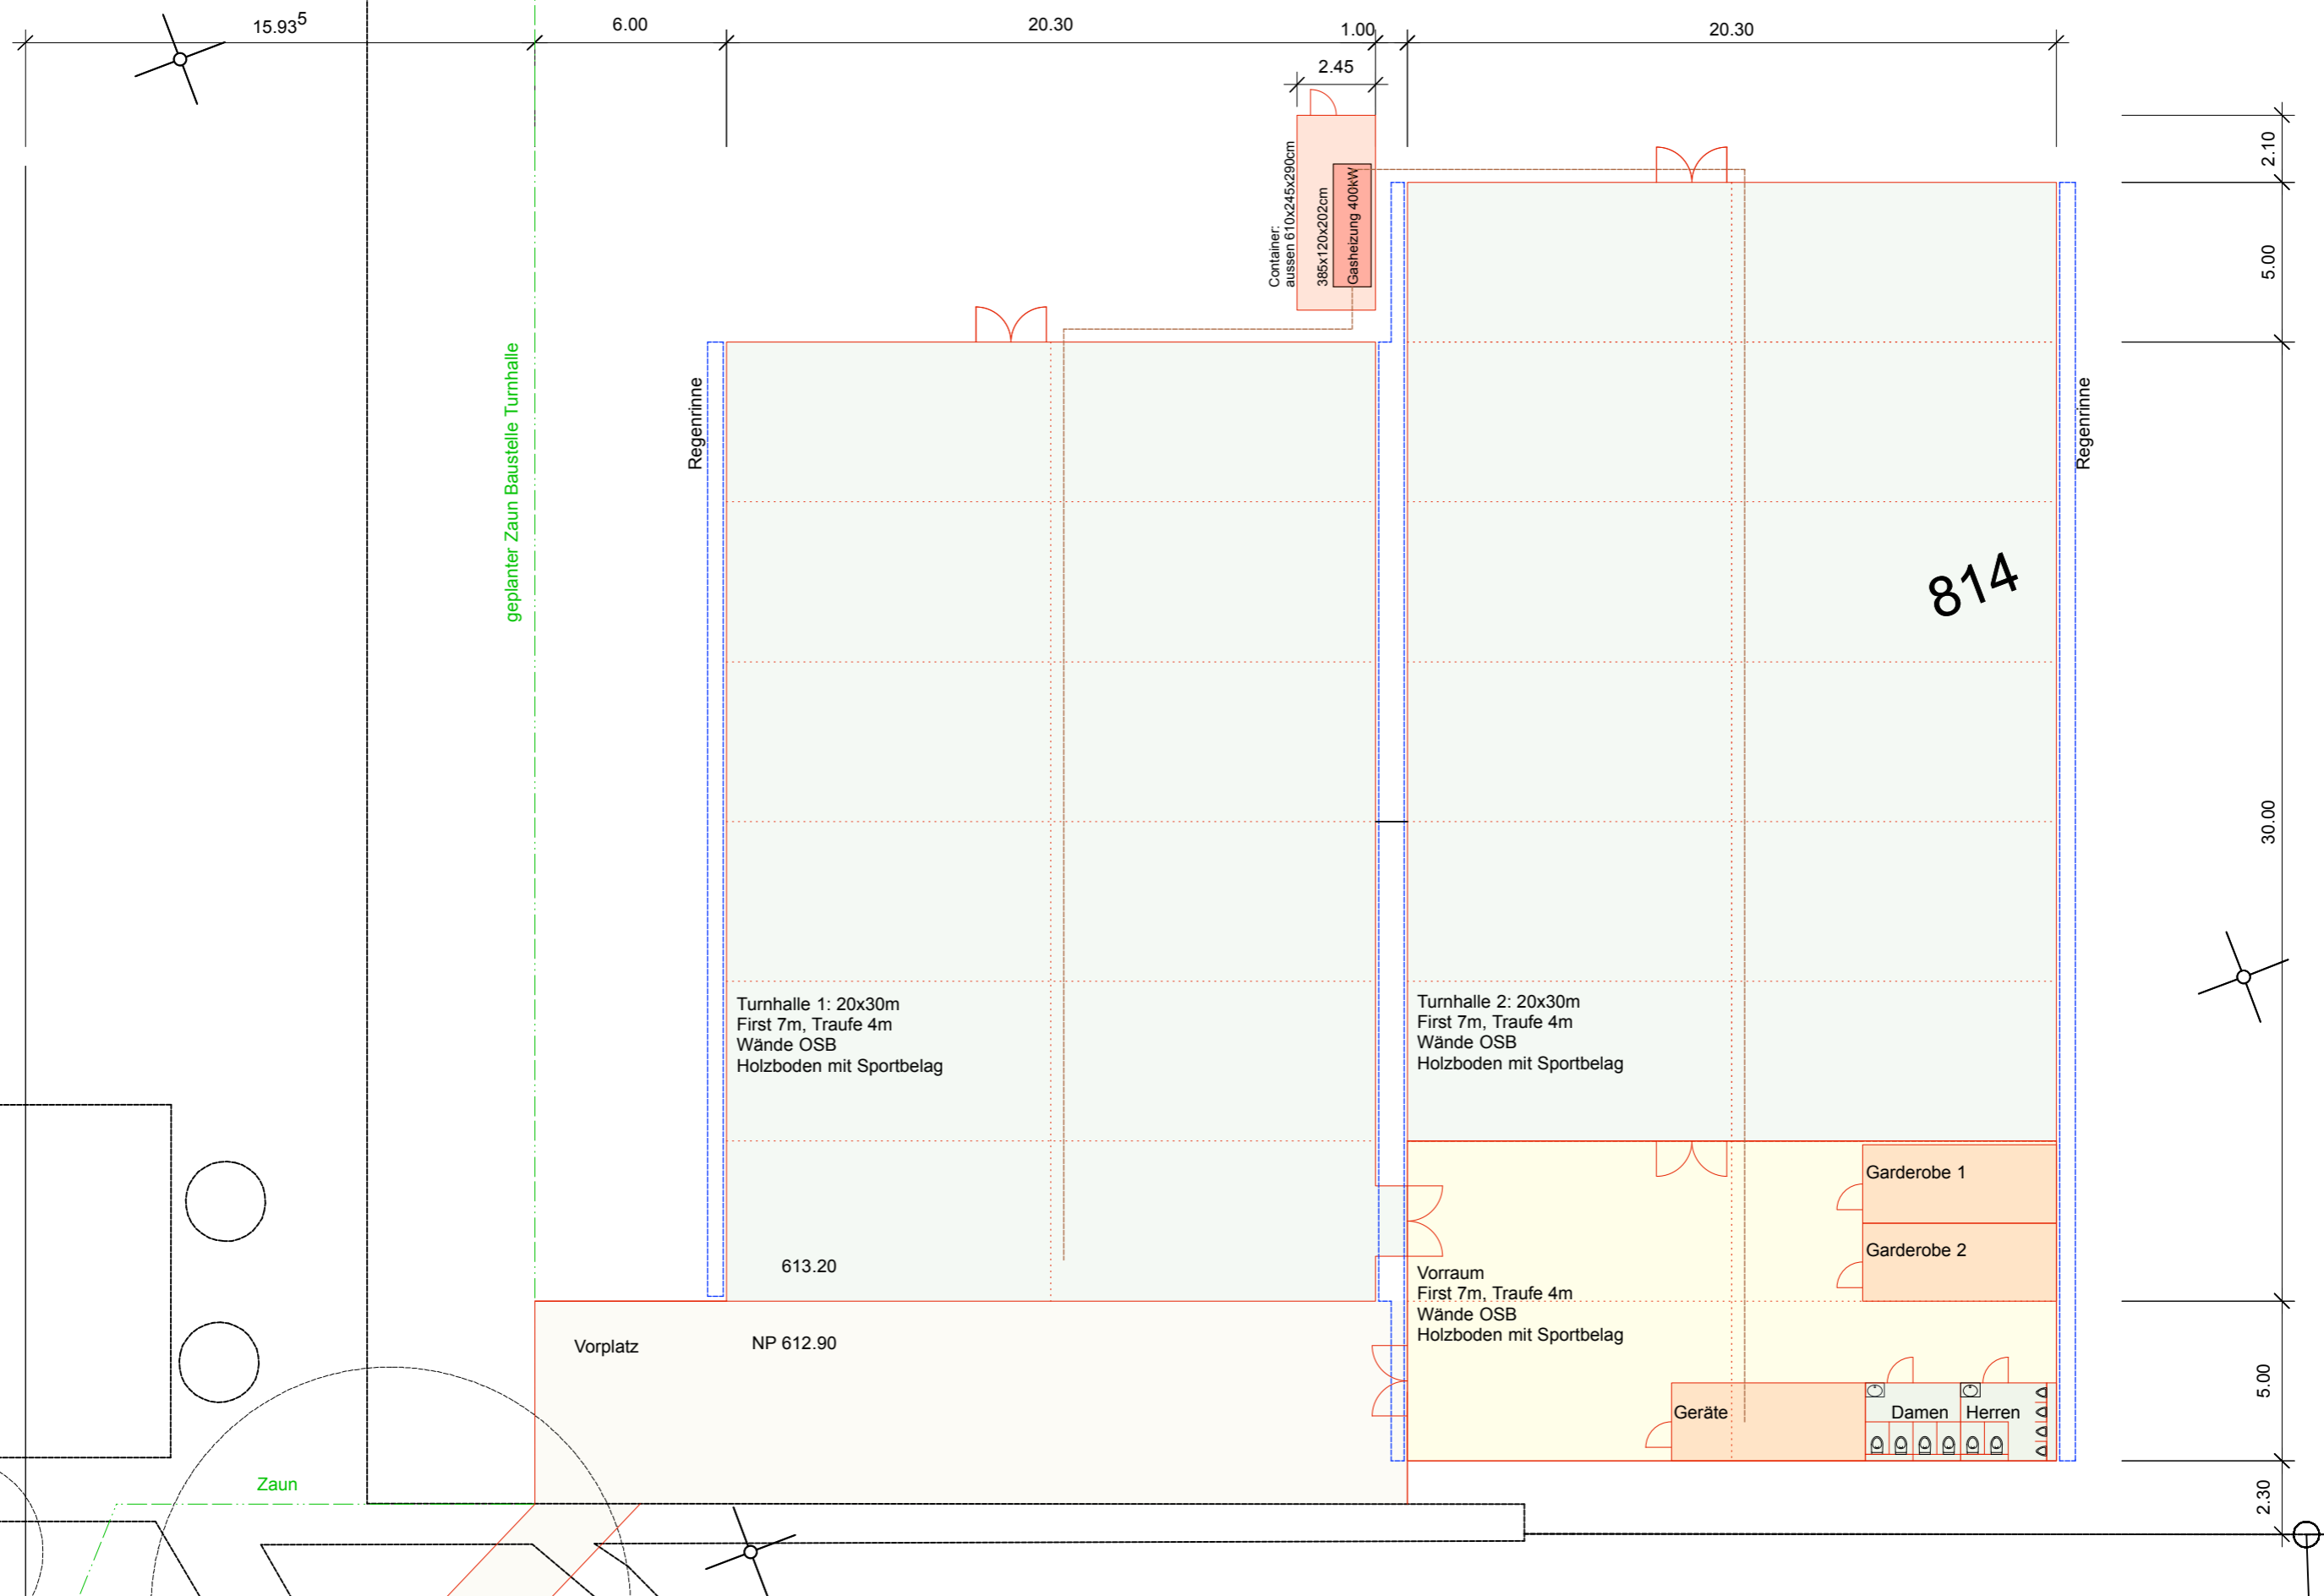 15.935
6.00
20.30
1.00
20.30
2.45
2.10
Container:
aussen 610x245x290cm
385x120x202cm
Gasheizung 400kW
5.00
geplanter Zaun Baustelle Turnhalle
Regenrinne
Regenrinne
814
30.00
Turnhalle 1: 20x30m
First 7m, Traufe 4m
Wände OSB
Holzboden mit Sportbelag
Turnhalle 2: 20x30m
First 7m, Traufe 4m
Wände OSB
Holzboden mit Sportbelag
Garderobe 1
Garderobe 2
613.20
Vorraum
First 7m, Traufe 4m
Wände OSB
Holzboden mit Sportbelag
Vorplatz
NP 612.90
Geräte
Damen
Herren
5.00
Zaun
2.30